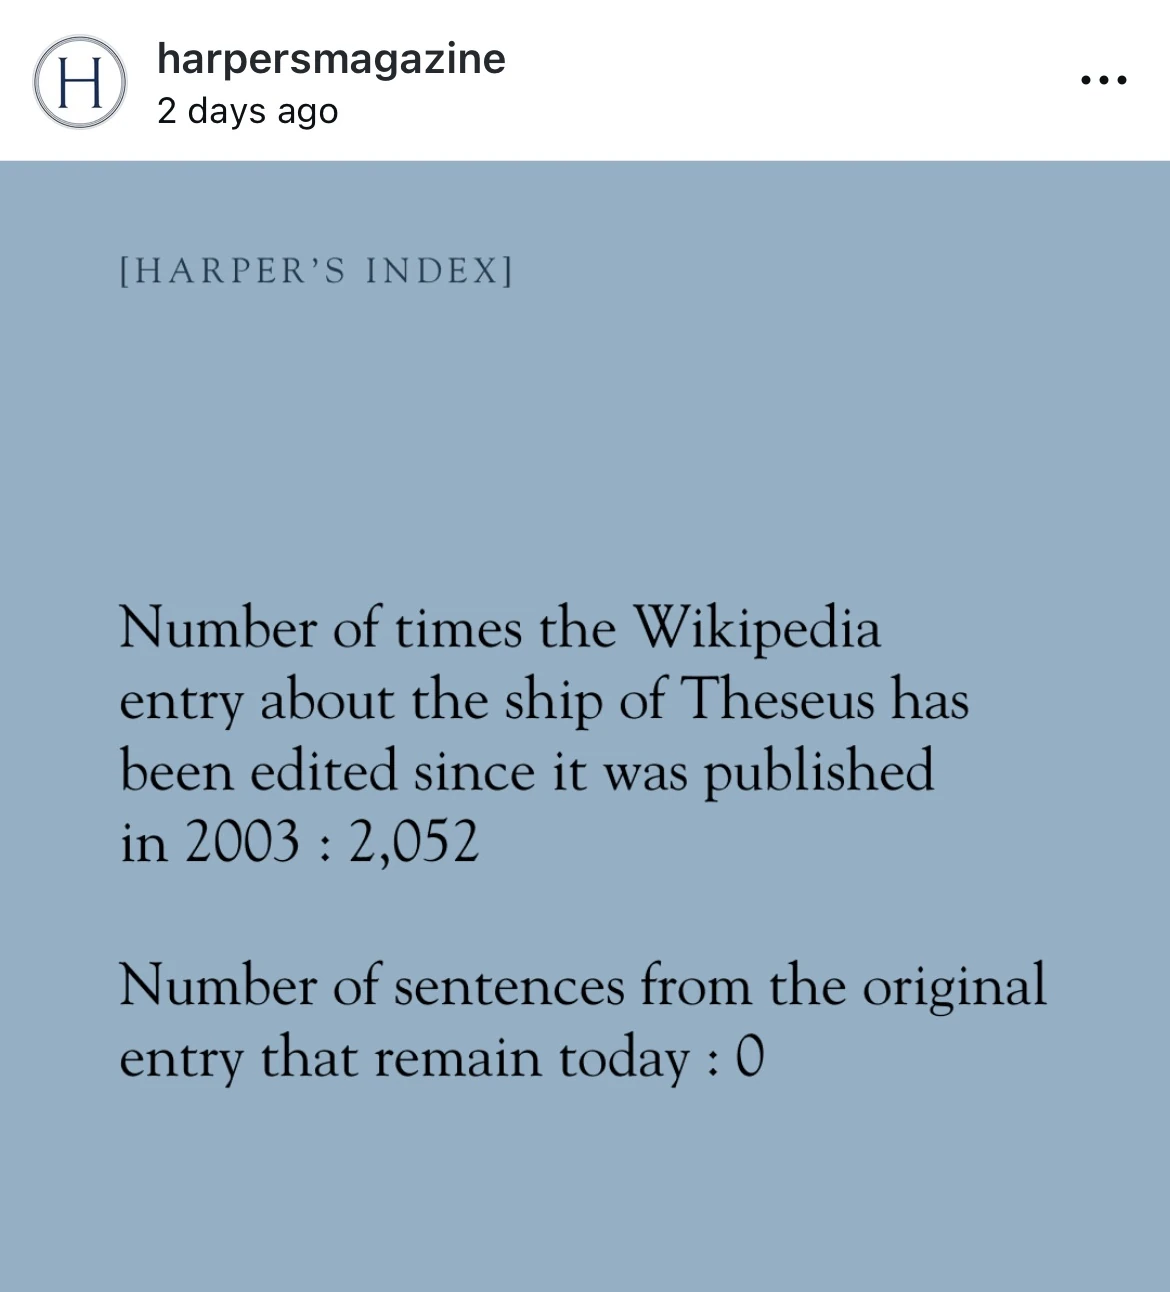 H
harpersmagazine
2 days ago
[HARPER’S INDEX]
Number of times the Wikipedia
entry about the ship of Theseus has
been edited since it was published
in 2003 : 2,052
Number of sentences from the original
entry that remain today : 0